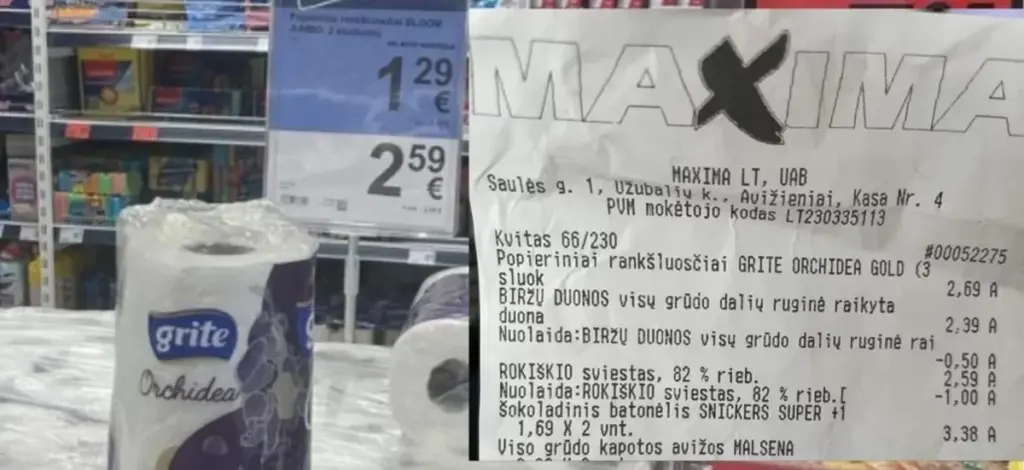 Popieriniai rankšluosčiai BLOOM
JUMBO 2 sluoksnių
1 29
€
2 59
€
grite
Orchidea
MAXIMA
MAXIMA LT, UAB
Saulės g. 1, Užubalių k., Avižieniai, Kasa Nr. 4
PVM mokėtojo kodas LT230335113
Kvitas 66/230 #00052275
Popieriniai rankšluosčiai GRITE ORCHIDEA GOLD (3
sluok 2,69 A
BIRŽŲ DUONOS visų grūdo dalių ruginė raikyta
duona 2,39 A
Nuolaida:BIRŽŲ DUONOS visų grūdo dalių ruginė rai
-0,50 A
ROKIŠKIO sviestas, 82 % rieb. 2,59 A
Nuolaida:ROKIŠKIO sviestas, 82 % rieb.[ -1,00 A
Šokoladinis batonėlis SNICKERS SUPER +1
1,69 X 2 vnt. 3,38 A
Viso grūdo kapotos avižos MALSENA